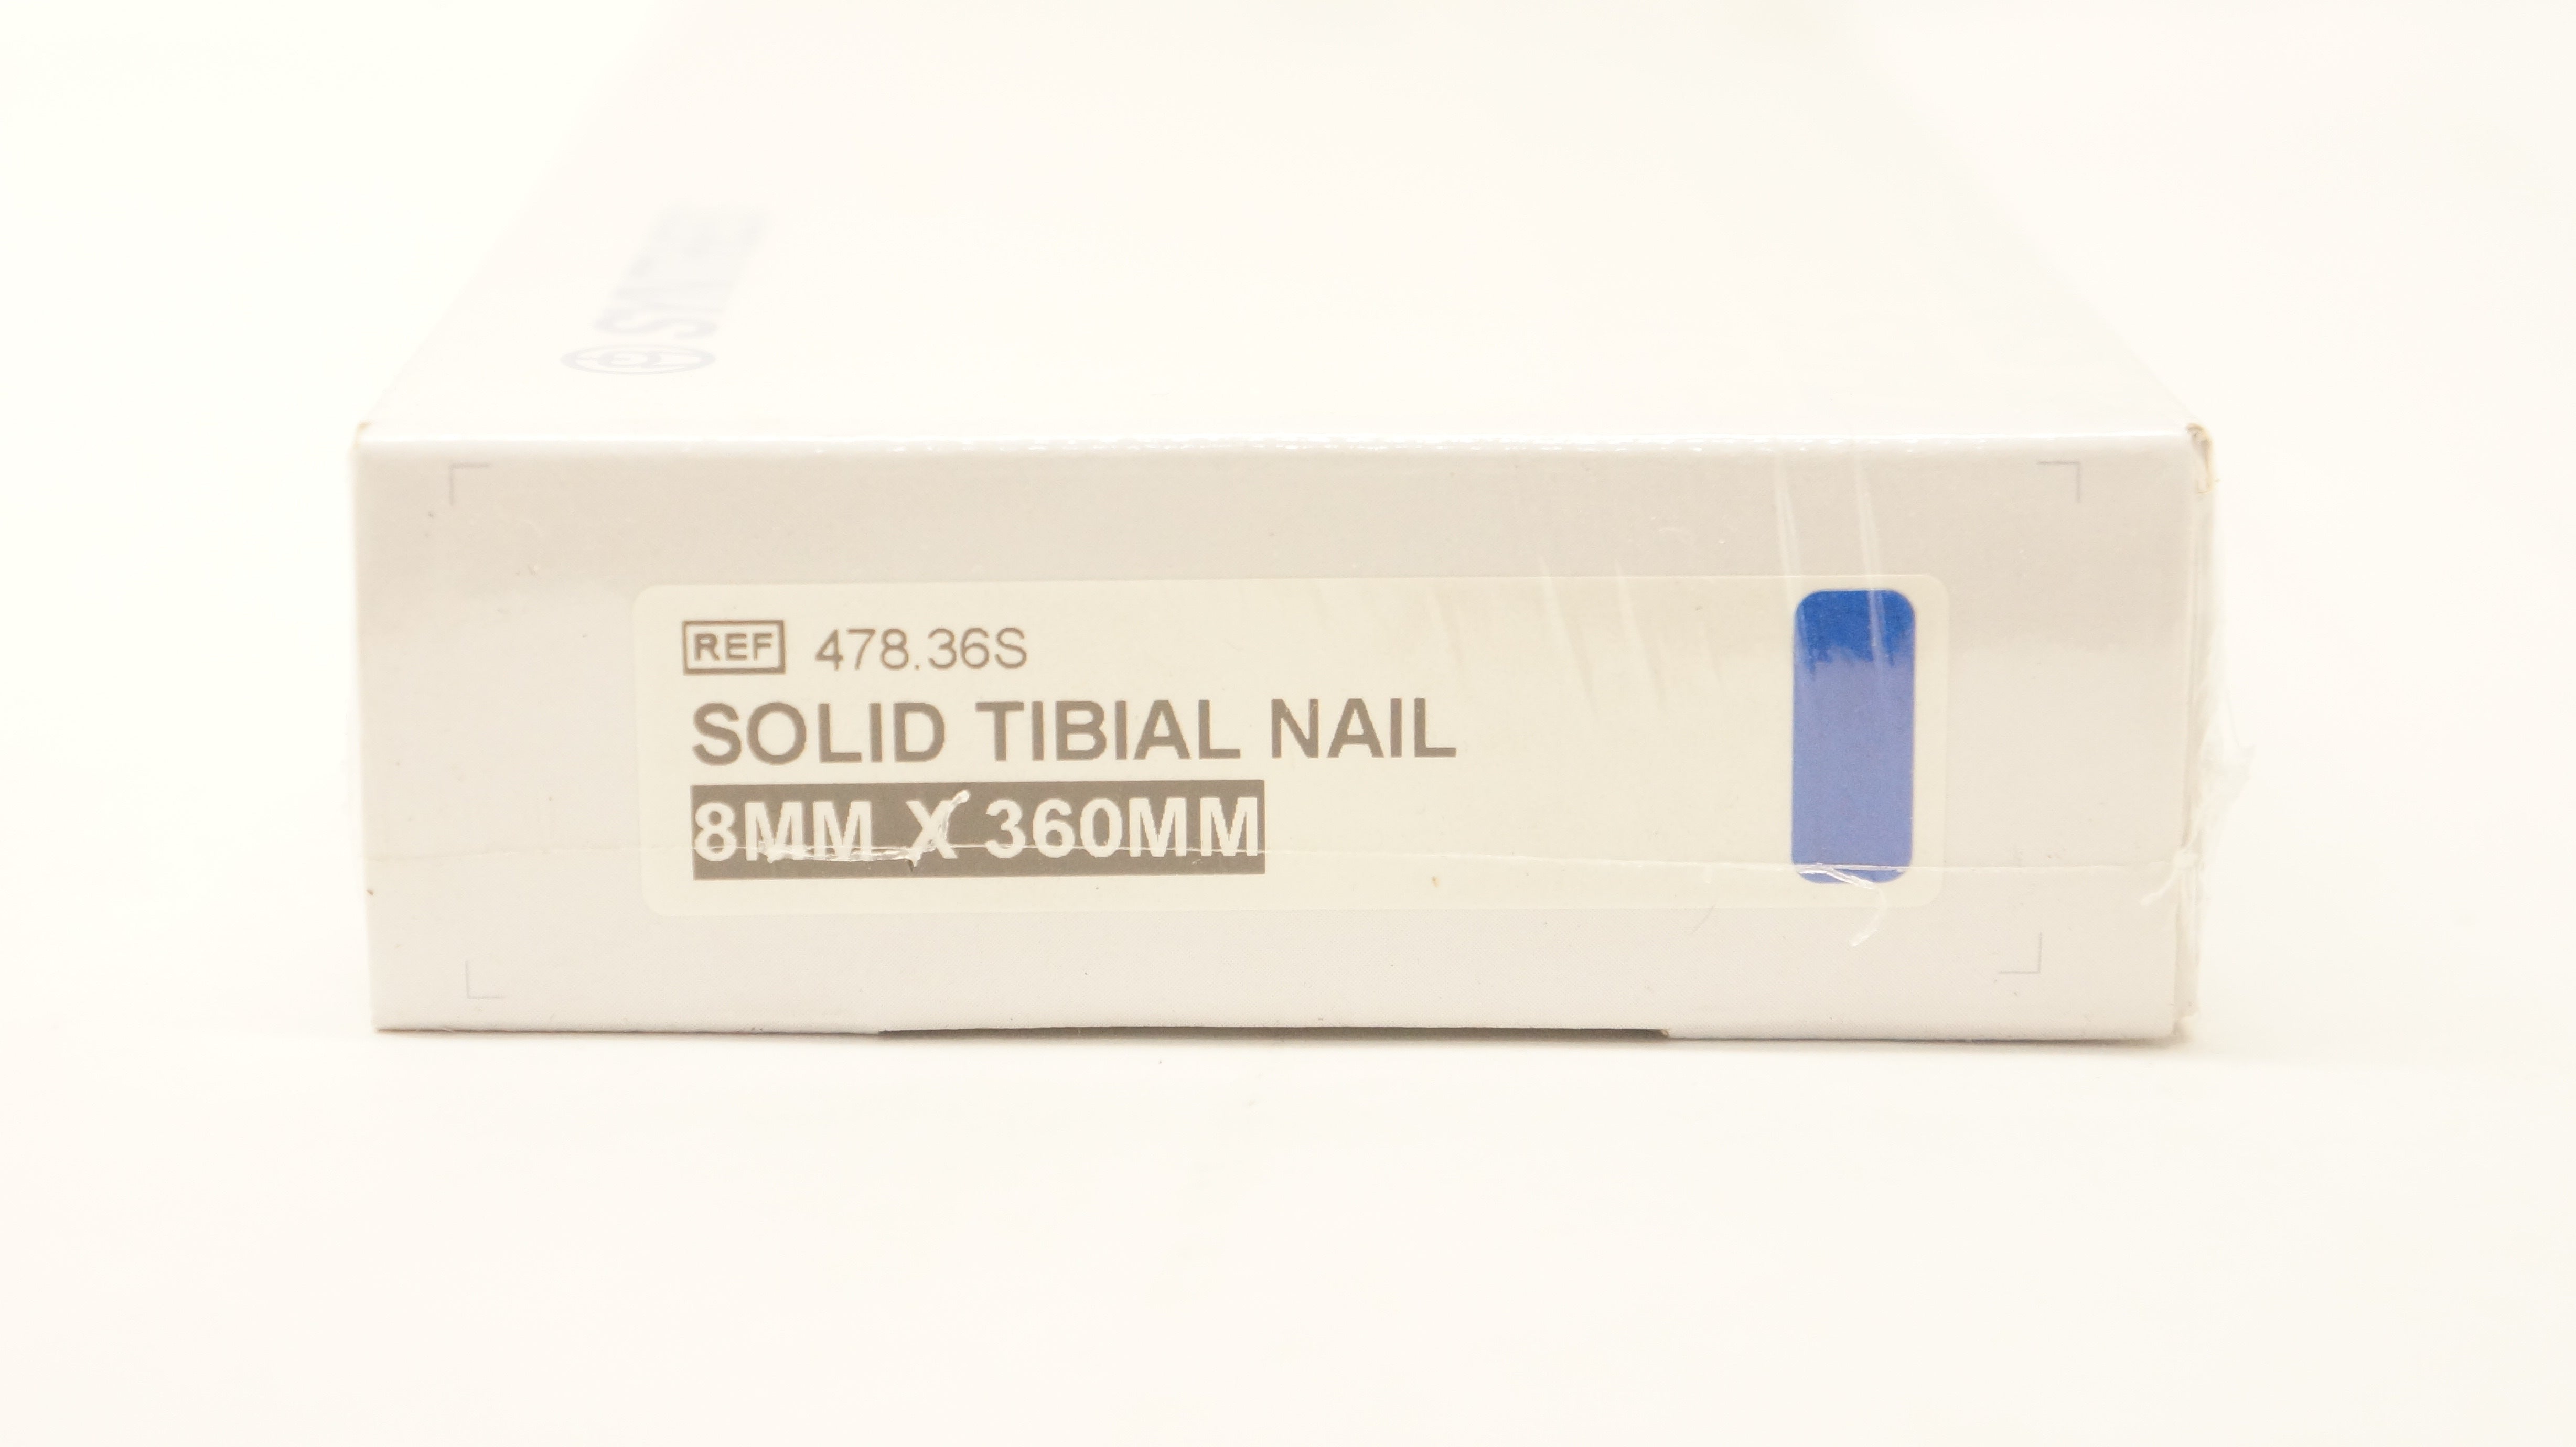 REF 478.36S
SOLID TIBIAL NAIL
8MM X 360MM